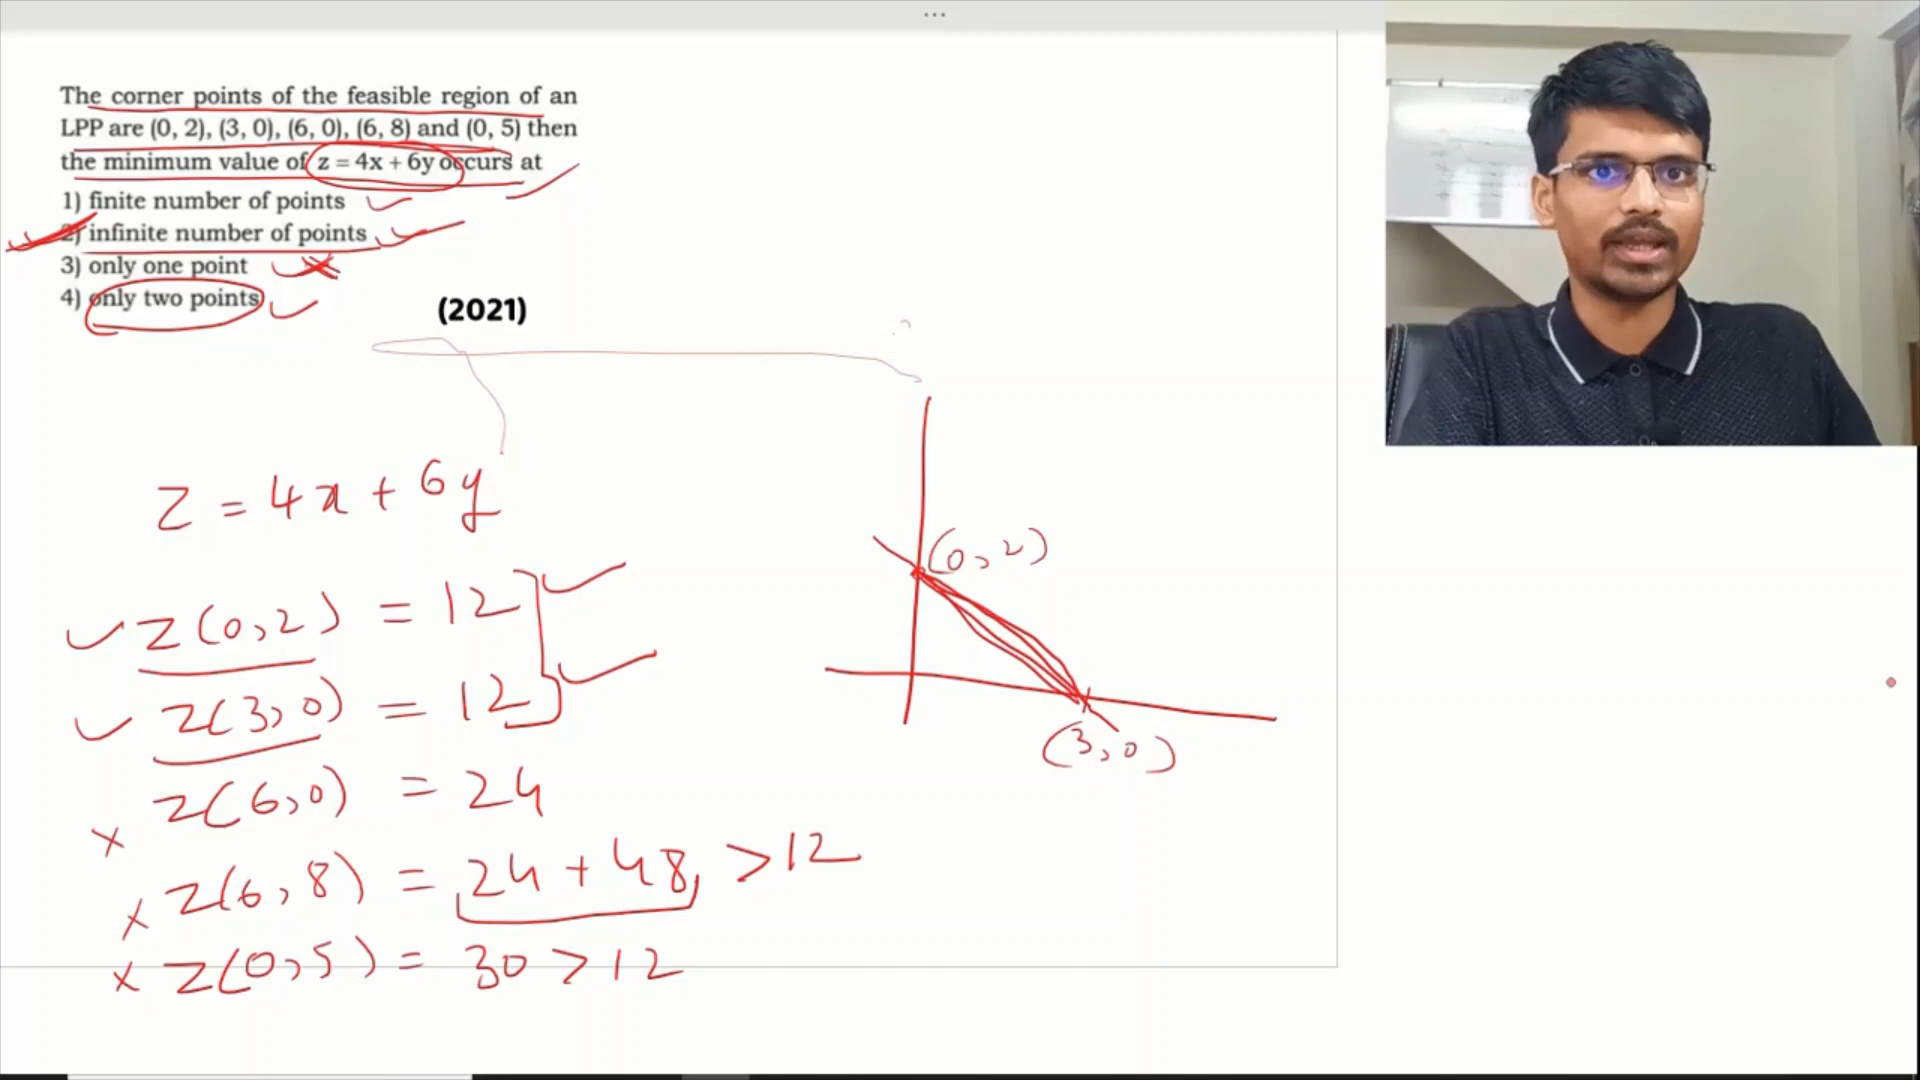 The corner points of the feasible region of an
LPP are (0, 2), (3, 0), (6, 0), (6, 8) and (0, 5) then
the minimum value of z = 4x + 6y occurs at
1) finite number of points
2) infinite number of points
3) only one point
4) only two points
(2021)
z = 4x + 6y
z(0,2) = 12
z(3,0) = 12
z(6,0) = 24
z(6,8) = 24 + 48 > 12
z(0,5) = 30 > 12
(0,2)
(3,0)